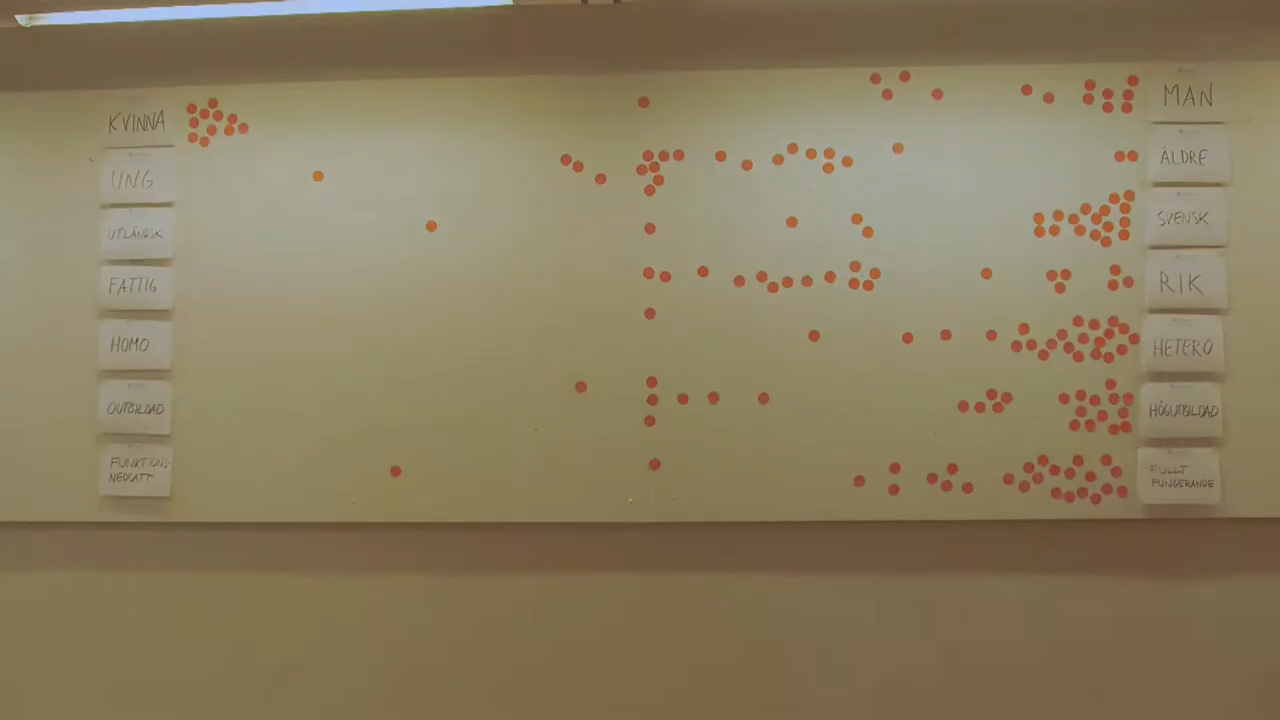 KVINNA
MAN
UNG
ÄLDRE
UTLÄNDSK
SVENSK
FATTIG
RIK
HOMO
HETERO
OUTBILDAD
HÖGUTBILDAD
FUNKTIONS-
NEDSATT
FULLT
FUNGERANDE